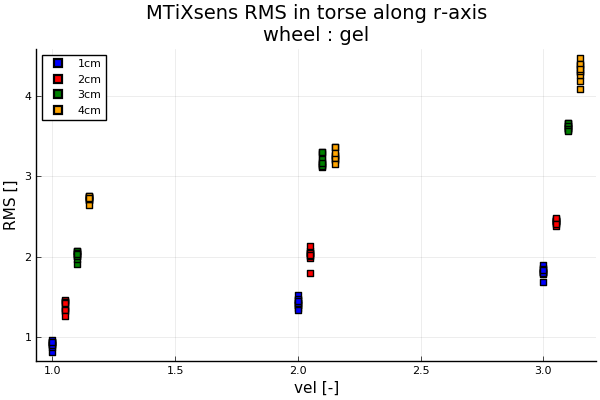 MTiXsens RMS in torse along r-axis
wheel : gel
1cm
2cm
3cm
4cm
4
3
2
1
RMS []
1.0 1.5 2.0 2.5 3.0
vel [-]